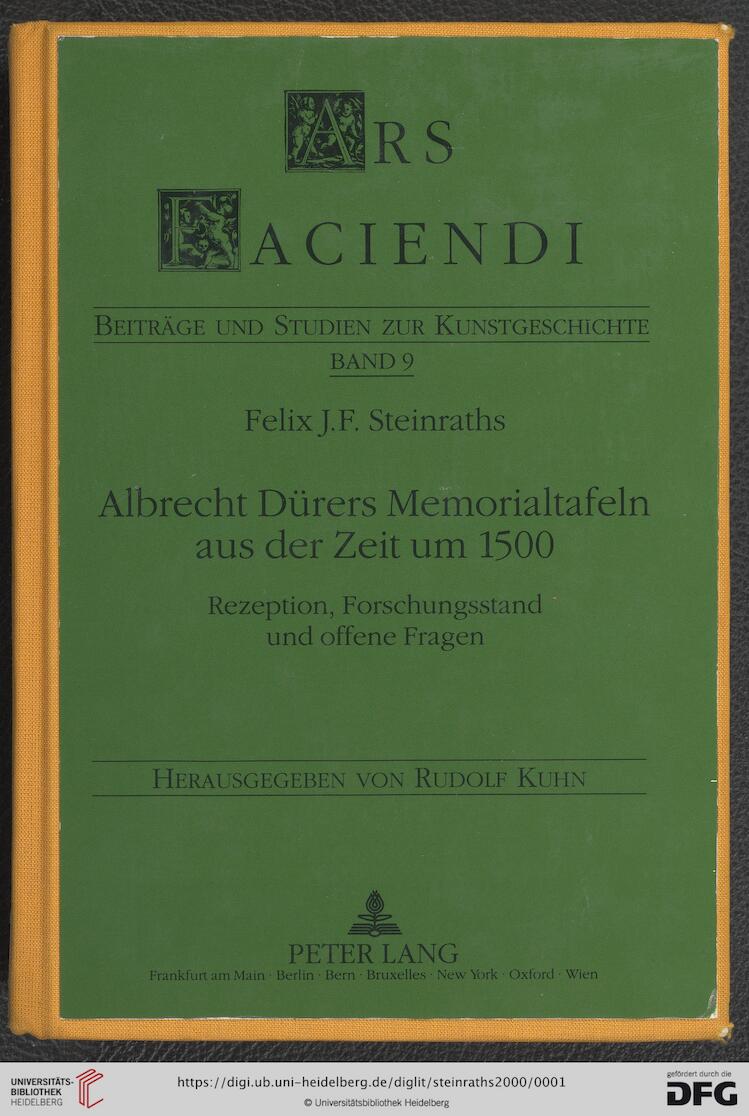 ARS
FACIENDI
BEITRÄGE UND STUDIEN ZUR KUNSTGESCHICHTE
BAND 9
Felix J.F. Steinraths
Albrecht Dürers Memorialtafeln
aus der Zeit um 1500
Rezeption, Forschungsstand
und offene Fragen
HERAUSGEGEBEN VON RUDOLF KUHN
PETER LANG
Frankfurt am Main · Berlin · Bern · Bruxelles · New York · Oxford · Wien
UNIVERSITÄTS-
BIBLIOTHEK
HEIDELBERG
https://digi.ub.uni-heidelberg.de/diglit/steinraths2000/0001
© Universitätsbibliothek Heidelberg
gefördert durch die
DFG